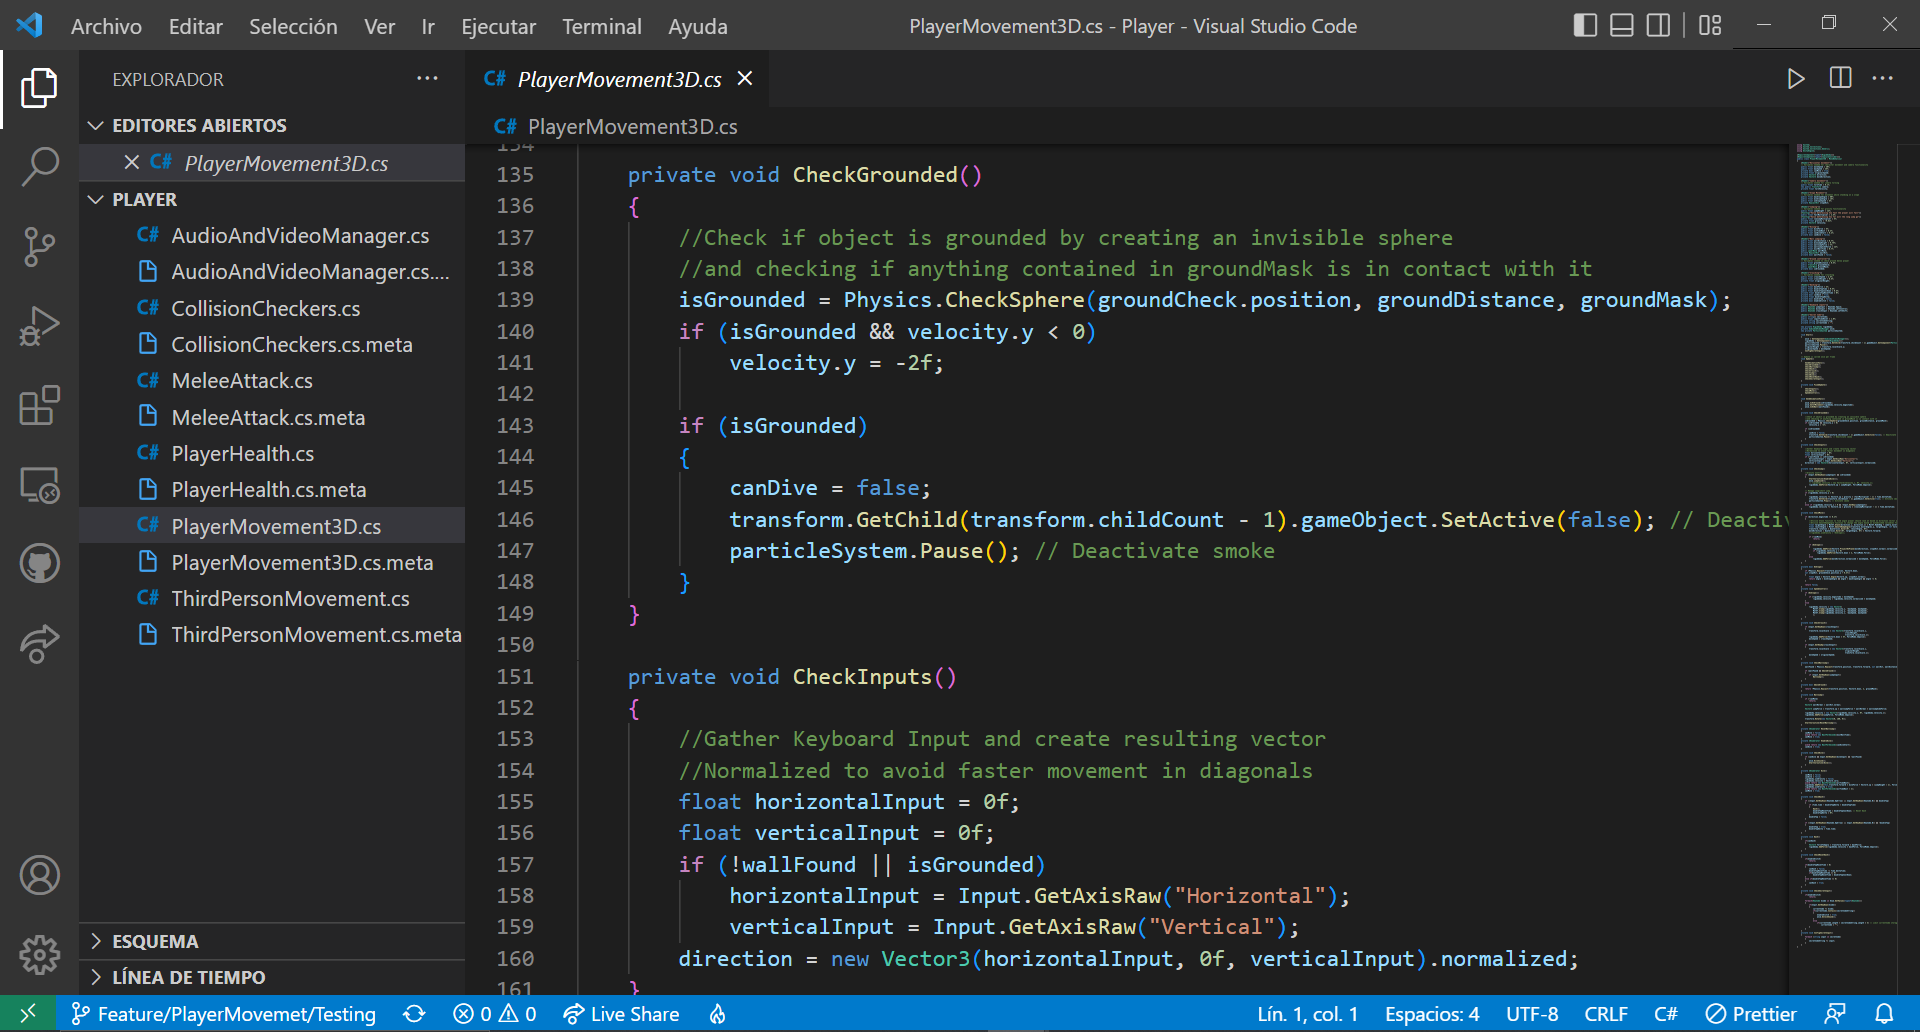 Archivo Editar Selección Ver Ir Ejecutar Terminal Ayuda PlayerMovement3D.cs - Player - Visual Studio Code
EXPLORADOR ···
EDITORES ABIERTOS
C# PlayerMovement3D.cs
PLAYER
C# AudioAndVideoManager.cs
AudioAndVideoManager.cs....
C# CollisionCheckers.cs
CollisionCheckers.cs.meta
C# MeleeAttack.cs
MeleeAttack.cs.meta
C# PlayerHealth.cs
PlayerHealth.cs.meta
C# PlayerMovement3D.cs
PlayerMovement3D.cs.meta
C# ThirdPersonMovement.cs
ThirdPersonMovement.cs.meta
ESQUEMA
LÍNEA DE TIEMPO
C# PlayerMovement3D.cs
C# PlayerMovement3D.cs
134
135 private void CheckGrounded()
136 {
137 //Check if object is grounded by creating an invisible sphere
138 //and checking if anything contained in groundMask is in contact with it
139 isGrounded = Physics.CheckSphere(groundCheck.position, groundDistance, groundMask);
140 if (isGrounded && velocity.y < 0)
141 velocity.y = -2f;
142
143 if (isGrounded)
144 {
145 canDive = false;
146 transform.GetChild(transform.childCount - 1).gameObject.SetActive(false); // Deactiv
147 particleSystem.Pause(); // Deactivate smoke
148 }
149 }
150
151 private void CheckInputs()
152 {
153 //Gather Keyboard Input and create resulting vector
154 //Normalized to avoid faster movement in diagonals
155 float horizontalInput = 0f;
156 float verticalInput = 0f;
157 if (!wallFound || isGrounded)
158 horizontalInput = Input.GetAxisRaw("Horizontal");
159 verticalInput = Input.GetAxisRaw("Vertical");
160 direction = new Vector3(horizontalInput, 0f, verticalInput).normalized;
161 }
Feature/PlayerMovemet/Testing 0 0 Live Share Lín. 1, col. 1 Espacios: 4 UTF-8 CRLF C# Prettier